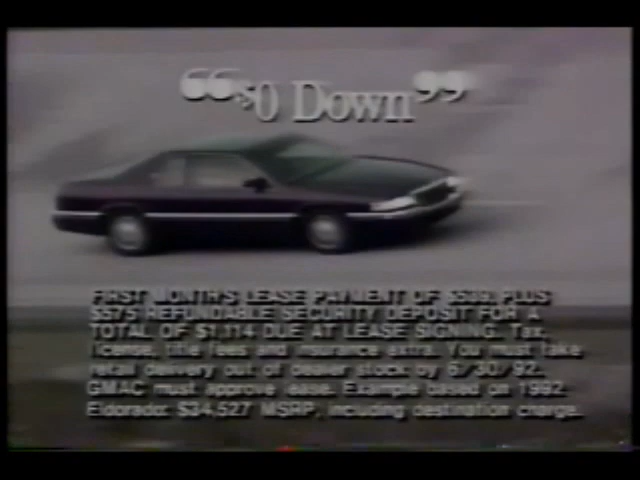 “$0 Down”
FIRST MONTH'S LEASE PAYMENT OF $539, PLUS
$575 REFUNDABLE SECURITY DEPOSIT FOR A
TOTAL OF $1,114 DUE AT LEASE SIGNING. Tax,
license, title fees and insurance extra. You must take
retail delivery out of dealer stock by 6/30/92.
GMAC must approve lease. Example based on 1992
Eldorado: $34,527 MSRP, including destination charge.